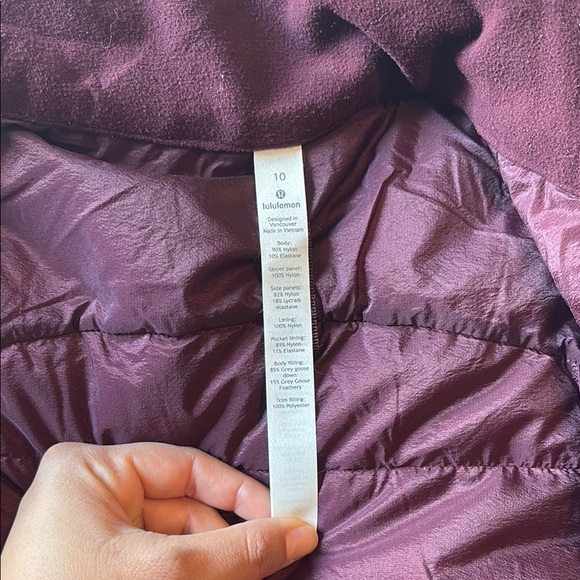 10
lululemon
Designed in
Vancouver
Made in Vietnam
Body:
90% Nylon
10% Elastane
Upper panel:
100% Nylon
Side panels:
82% Nylon
18% Lycra®
elastane
Lining:
100% Nylon
Pocket lining:
89% Nylon
11% Elastane
Body filling:
85% Grey goose
down
15% Grey Goose
Feathers
Trim filling:
100% Polyester